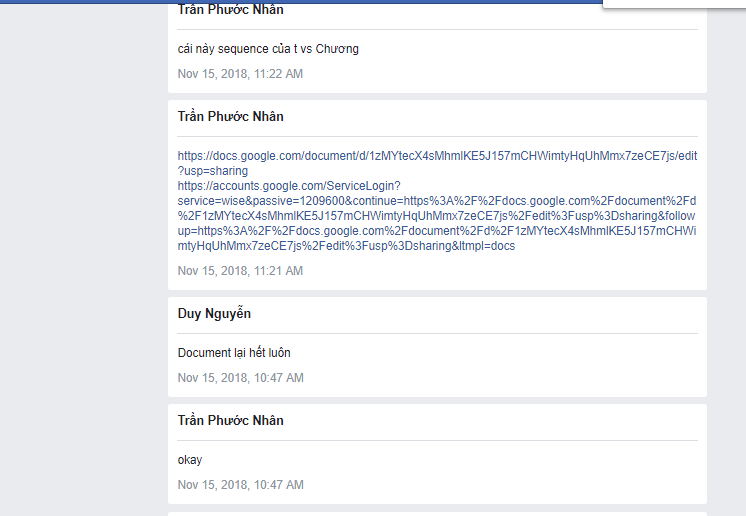 Trần Phước Nhân
cái này sequence của t vs Chương
Nov 15, 2018, 11:22 AM
Trần Phước Nhân
https://docs.google.com/document/d/1zMYtecX4sMhmlKE5J157mCHWimtyHqUhMmx7zeCE7js/edit
?usp=sharing
https://accounts.google.com/ServiceLogin?
service=wise&passive=1209600&continue=https%3A%2F%2Fdocs.google.com%2Fdocument%2Fd
%2F1zMYtecX4sMhmlKE5J157mCHWimtyHqUhMmx7zeCE7js%2Fedit%3Fusp%3Dsharing&follow
up=https%3A%2F%2Fdocs.google.com%2Fdocument%2Fd%2F1zMYtecX4sMhmlKE5J157mCHWi
mtyHqUhMmx7zeCE7js%2Fedit%3Fusp%3Dsharing&ltmpl=docs
Nov 15, 2018, 11:21 AM
Duy Nguyễn
Document lại hết luôn
Nov 15, 2018, 10:47 AM
Trần Phước Nhân
okay
Nov 15, 2018, 10:47 AM